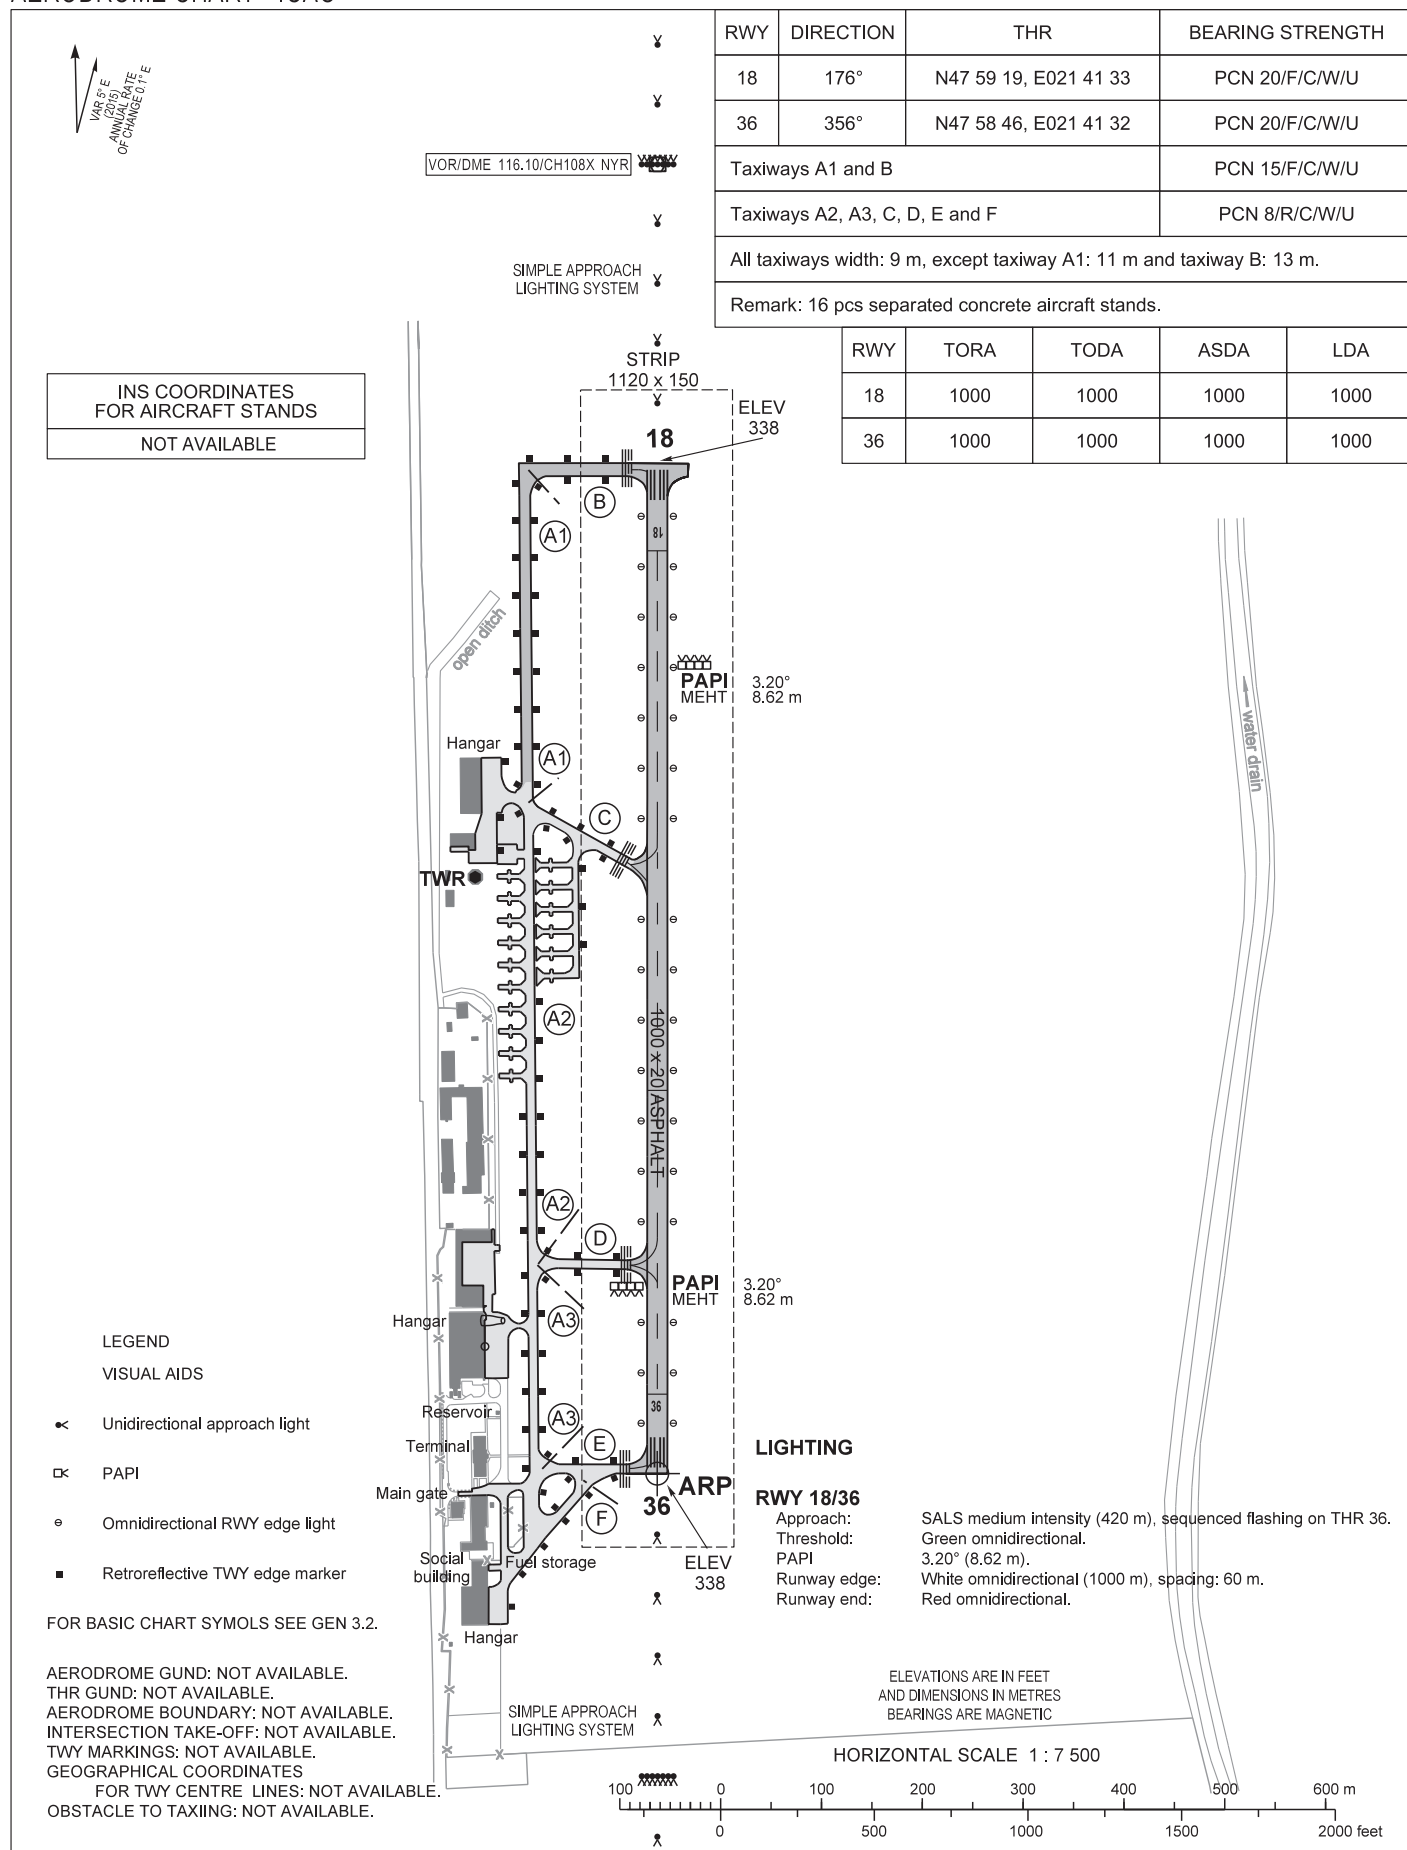 VAR 5° E
(2015)
ANNUAL RATE
OF CHANGE 0.1° E
RWY DIRECTION THR BEARING STRENGTH
18 176° N47 59 19, E021 41 33 PCN 20/F/C/W/U
36 356° N47 58 46, E021 41 32 PCN 20/F/C/W/U
Taxiways A1 and B PCN 15/F/C/W/U
Taxiways A2, A3, C, D, E and F PCN 8/R/C/W/U
All taxiways width: 9 m, except taxiway A1: 11 m and taxiway B: 13 m.
Remark: 16 pcs separated concrete aircraft stands.
RWY TORA TODA ASDA LDA
18 1000 1000 1000 1000
36 1000 1000 1000 1000
VOR/DME 116.10/CH108X NYR
SIMPLE APPROACH
LIGHTING SYSTEM
INS COORDINATES
FOR AIRCRAFT STANDS
NOT AVAILABLE
STRIP
1120 x 150
ELEV
338
18
B
A1
18
open ditch
PAPI 3.20°
MEHT 8.62 m
water drain
Hangar
A1
C
TWR
A2
1000 x 20 ASPHALT
A2
D
PAPI 3.20°
MEHT 8.62 m
A3
Hangar
36
Reservoir
A3
Terminal
E
Main gate
ARP
36
F
Social
building
Fuel storage
ELEV
338
Hangar
LEGEND
VISUAL AIDS
Unidirectional approach light
PAPI
Omnidirectional RWY edge light
Retroreflective TWY edge marker
FOR BASIC CHART SYMOLS SEE GEN 3.2.
AERODROME GUND: NOT AVAILABLE.
THR GUND: NOT AVAILABLE.
AERODROME BOUNDARY: NOT AVAILABLE.
INTERSECTION TAKE-OFF: NOT AVAILABLE.
TWY MARKINGS: NOT AVAILABLE.
GEOGRAPHICAL COORDINATES
FOR TWY CENTRE LINES: NOT AVAILABLE.
OBSTACLE TO TAXIING: NOT AVAILABLE.
LIGHTING
RWY 18/36
Approach: SALS medium intensity (420 m), sequenced flashing on THR 36.
Threshold: Green omnidirectional.
PAPI 3.20° (8.62 m).
Runway edge: White omnidirectional (1000 m), spacing: 60 m.
Runway end: Red omnidirectional.
SIMPLE APPROACH
LIGHTING SYSTEM
ELEVATIONS ARE IN FEET
AND DIMENSIONS IN METRES
BEARINGS ARE MAGNETIC
HORIZONTAL SCALE 1 : 7 500
100 0 100 200 300 400 500 600 m
0 500 1000 1500 2000 feet